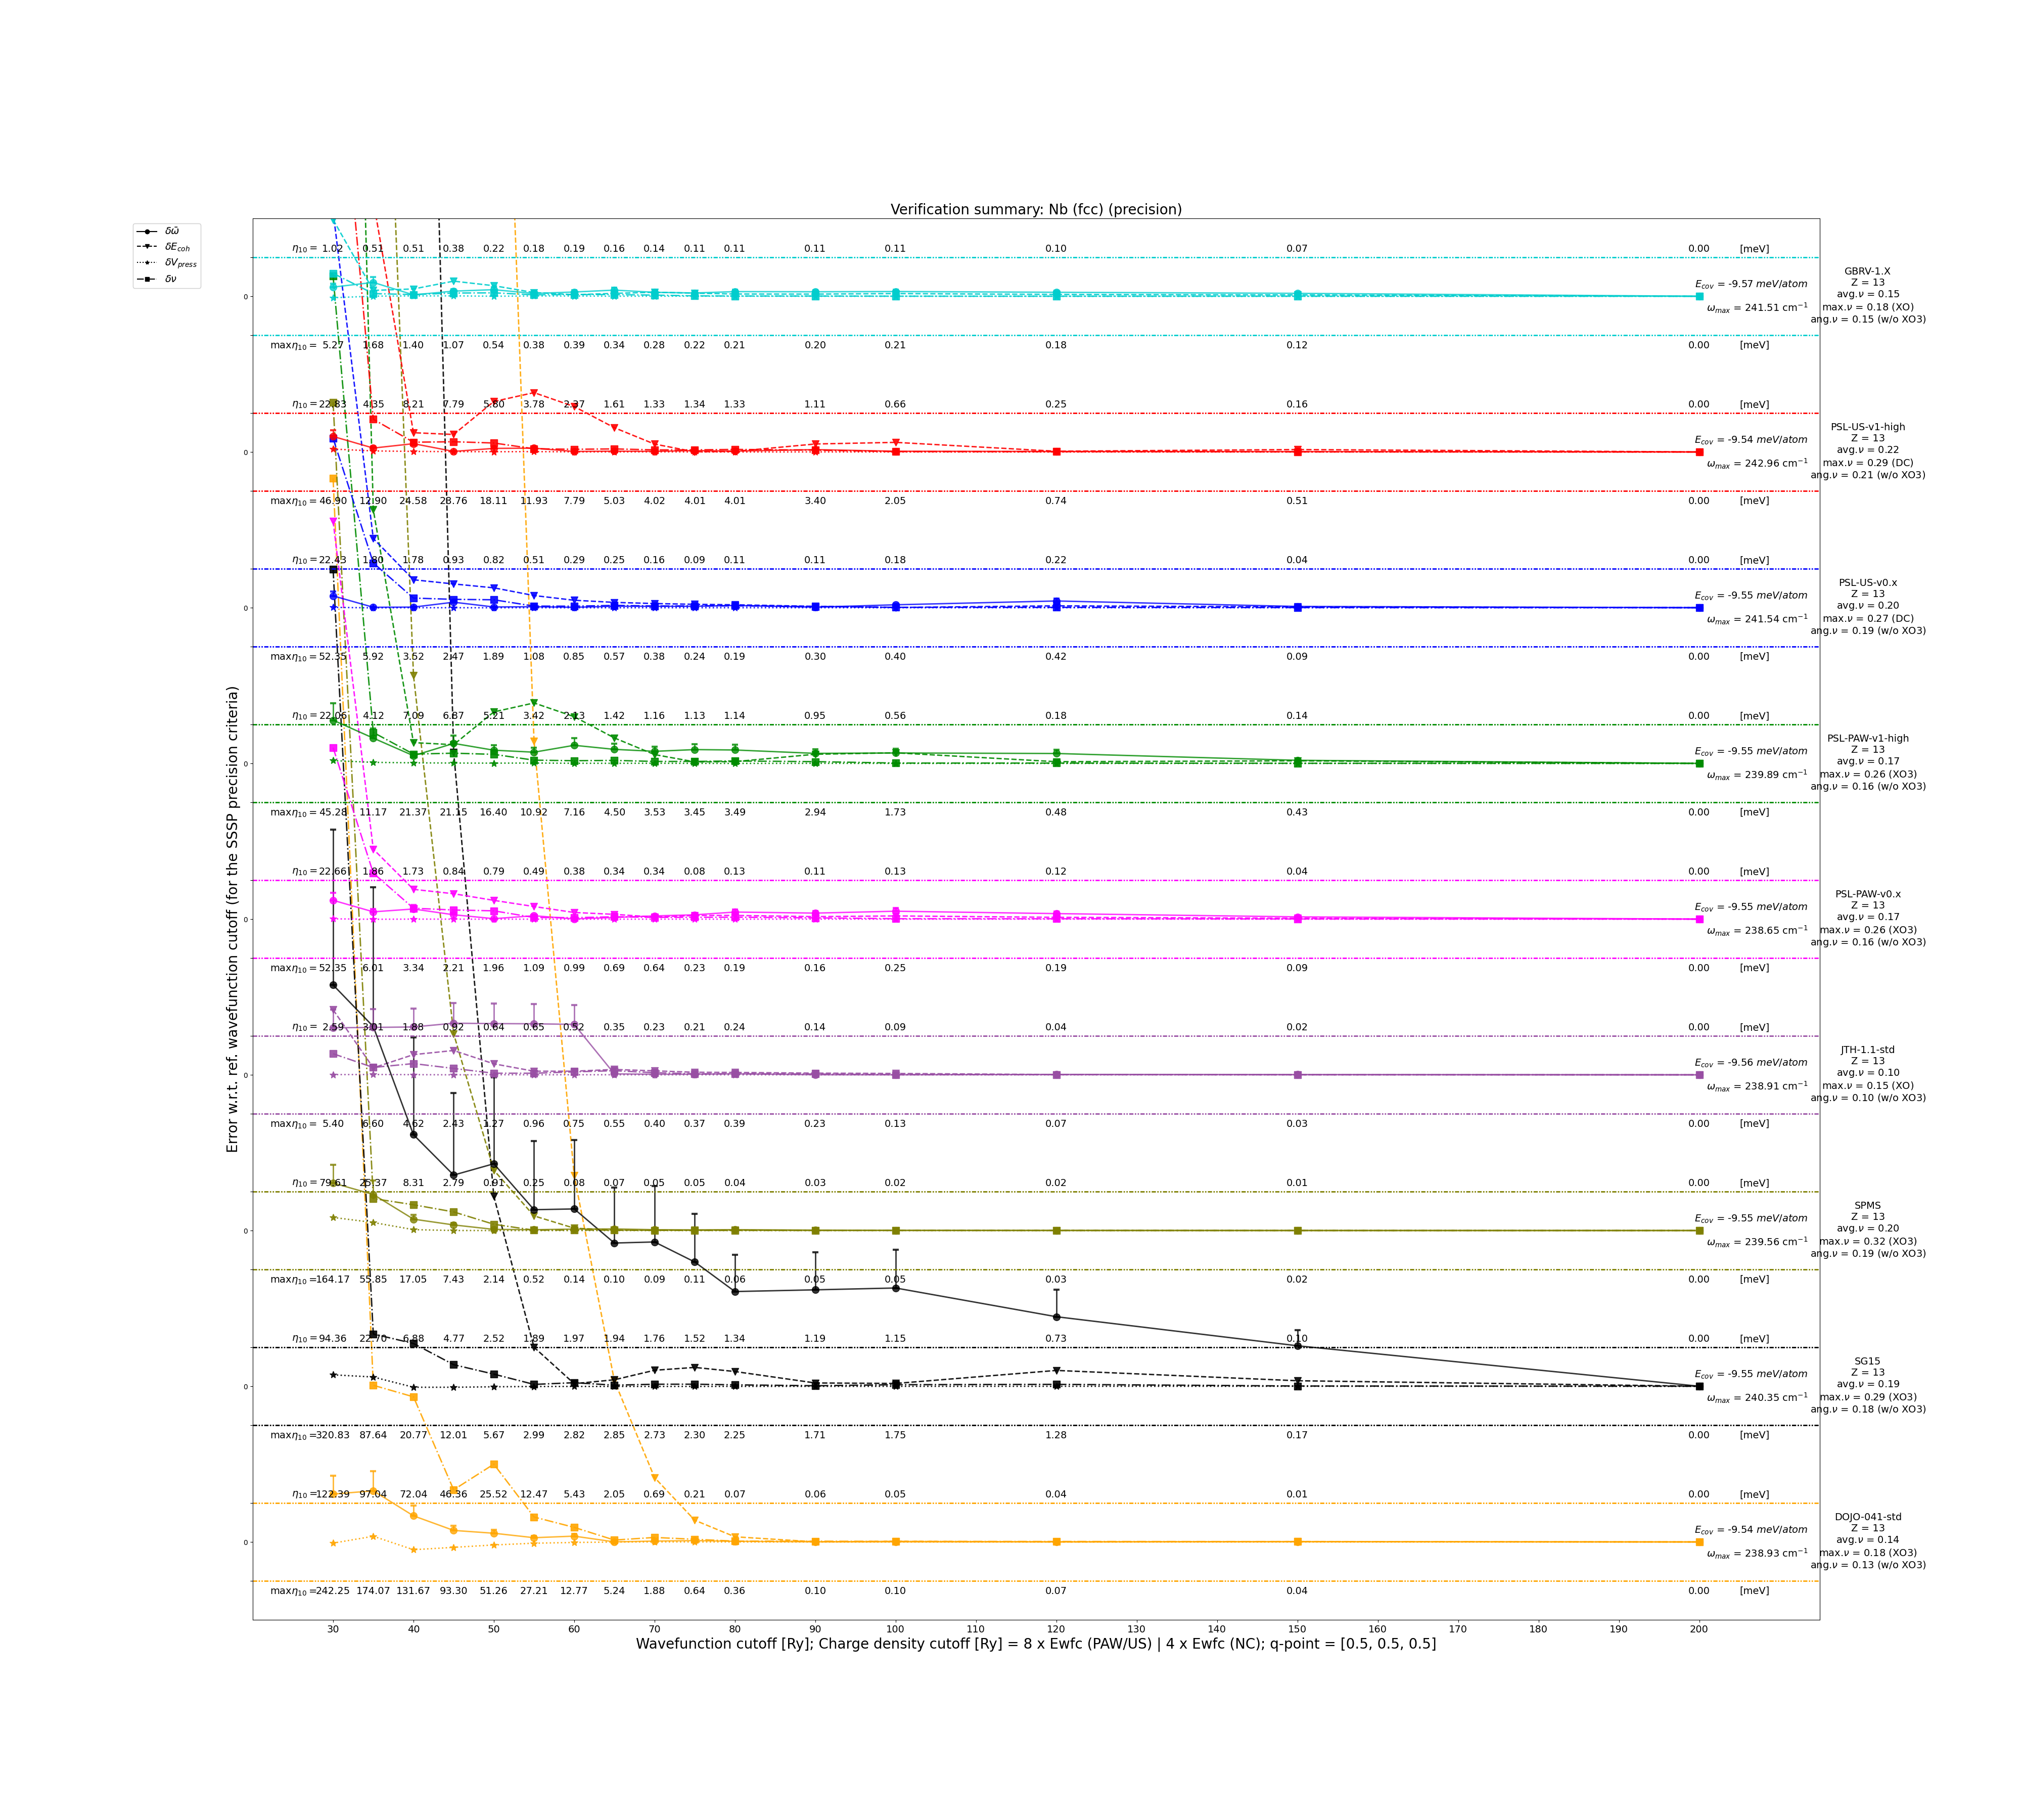 Verification summary: Nb (fcc) (precision)
δω̄
δE_coh
δV_press
δν
Error w.r.t. ref. wavefunction cutoff (for the SSSP precision criteria)
η₁₀ = 1.02 0.51 0.51 0.38 0.22 0.18 0.19 0.16 0.14 0.11 0.11 0.11 0.11 0.10 0.07 0.00 [meV]
0
E_cov = -9.57 meV/atom
ω_max = 241.51 cm⁻¹
GBRV-1.X
Z = 13
avg.ν = 0.15
max.ν = 0.18 (XO)
ang.ν = 0.15 (w/o XO3)
maxη₁₀ = 5.27 1.68 1.40 1.07 0.54 0.38 0.39 0.34 0.28 0.22 0.21 0.20 0.21 0.18 0.12 0.00 [meV]
η₁₀ = 22.83 4.35 8.21 7.79 5.60 3.78 2.37 1.61 1.33 1.34 1.33 1.11 0.66 0.25 0.16 0.00 [meV]
0
E_cov = -9.54 meV/atom
ω_max = 242.96 cm⁻¹
PSL-US-v1-high
Z = 13
avg.ν = 0.22
max.ν = 0.29 (DC)
ang.ν = 0.21 (w/o XO3)
maxη₁₀ = 46.90 12.90 24.58 23.76 18.11 11.93 7.79 5.03 4.02 4.01 4.01 3.40 2.05 0.74 0.51 0.00 [meV]
η₁₀ = 22.43 1.80 1.78 0.93 0.82 0.51 0.29 0.25 0.16 0.09 0.11 0.11 0.18 0.22 0.04 0.00 [meV]
0
E_cov = -9.55 meV/atom
ω_max = 241.54 cm⁻¹
PSL-US-v0.x
Z = 13
avg.ν = 0.20
max.ν = 0.27 (DC)
ang.ν = 0.19 (w/o XO3)
maxη₁₀ = 52.35 5.92 3.52 2.47 1.89 1.08 0.85 0.57 0.38 0.24 0.19 0.30 0.40 0.42 0.09 0.00 [meV]
η₁₀ = 22.06 4.12 7.09 6.87 5.21 3.42 2.13 1.42 1.16 1.13 1.14 0.95 0.56 0.18 0.14 0.00 [meV]
0
E_cov = -9.55 meV/atom
ω_max = 239.89 cm⁻¹
PSL-PAW-v1-high
Z = 13
avg.ν = 0.17
max.ν = 0.26 (XO3)
ang.ν = 0.16 (w/o XO3)
maxη₁₀ = 45.28 11.17 21.37 21.15 16.40 10.92 7.16 4.50 3.53 3.45 3.49 2.94 1.73 0.48 0.43 0.00 [meV]
η₁₀ = 22.66 1.86 1.73 0.84 0.79 0.49 0.38 0.34 0.34 0.08 0.13 0.11 0.13 0.12 0.04 0.00 [meV]
0
E_cov = -9.55 meV/atom
ω_max = 238.65 cm⁻¹
PSL-PAW-v0.x
Z = 13
avg.ν = 0.17
max.ν = 0.26 (XO3)
ang.ν = 0.16 (w/o XO3)
maxη₁₀ = 52.35 6.01 3.34 2.21 1.96 1.09 0.99 0.69 0.64 0.23 0.19 0.16 0.25 0.19 0.09 0.00 [meV]
η₁₀ = 2.59 3.01 1.88 0.92 0.64 0.65 0.52 0.35 0.23 0.21 0.24 0.14 0.09 0.04 0.02 0.00 [meV]
0
E_cov = -9.56 meV/atom
ω_max = 238.91 cm⁻¹
JTH-1.1-std
Z = 13
avg.ν = 0.10
max.ν = 0.15 (XO)
ang.ν = 0.10 (w/o XO3)
maxη₁₀ = 5.40 6.60 4.62 2.43 1.27 0.96 0.75 0.55 0.40 0.37 0.39 0.23 0.13 0.07 0.03 0.00 [meV]
η₁₀ = 79.61 25.37 8.31 2.79 0.91 0.25 0.08 0.07 0.05 0.05 0.04 0.03 0.02 0.02 0.01 0.00 [meV]
0
E_cov = -9.55 meV/atom
ω_max = 239.56 cm⁻¹
SPMS
Z = 13
avg.ν = 0.20
max.ν = 0.32 (XO3)
ang.ν = 0.19 (w/o XO3)
maxη₁₀ = 164.17 55.85 17.05 7.43 2.14 0.52 0.14 0.10 0.09 0.11 0.06 0.05 0.05 0.03 0.02 0.00 [meV]
η₁₀ = 94.36 22.70 6.88 4.77 2.52 1.89 1.97 1.94 1.76 1.52 1.34 1.19 1.15 0.73 0.10 0.00 [meV]
0
E_cov = -9.55 meV/atom
ω_max = 240.35 cm⁻¹
SG15
Z = 13
avg.ν = 0.19
max.ν = 0.29 (XO3)
ang.ν = 0.18 (w/o XO3)
maxη₁₀ = 320.83 87.64 20.77 12.01 5.67 2.99 2.82 2.85 2.73 2.30 2.25 1.71 1.75 1.28 0.17 0.00 [meV]
η₁₀ = 122.39 97.04 72.04 46.36 25.52 12.47 5.43 2.05 0.69 0.21 0.07 0.06 0.05 0.04 0.01 0.00 [meV]
0
E_cov = -9.54 meV/atom
ω_max = 238.93 cm⁻¹
DOJO-041-std
Z = 13
avg.ν = 0.14
max.ν = 0.18 (XO3)
ang.ν = 0.13 (w/o XO3)
maxη₁₀ = 242.25 174.07 131.67 93.30 51.26 27.21 12.77 5.24 1.88 0.64 0.36 0.10 0.10 0.07 0.04 0.00 [meV]
30 40 50 60 70 80 90 100 110 120 130 140 150 160 170 180 190 200
Wavefunction cutoff [Ry]; Charge density cutoff [Ry] = 8 x Ewfc (PAW/US) | 4 x Ewfc (NC); q-point = [0.5, 0.5, 0.5]